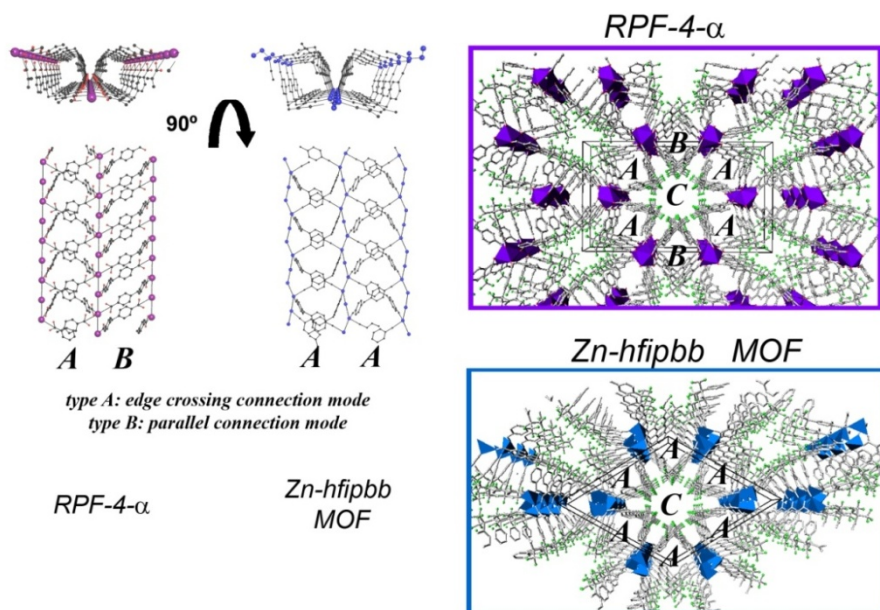 90º
A B
A A
type A: edge crossing connection mode
type B: parallel connection mode
RPF-4-α
Zn-hfipbb
MOF
RPF-4-α
B
A A
C
A A
B
Zn-hfipbb MOF
A
A A
C
A A
A